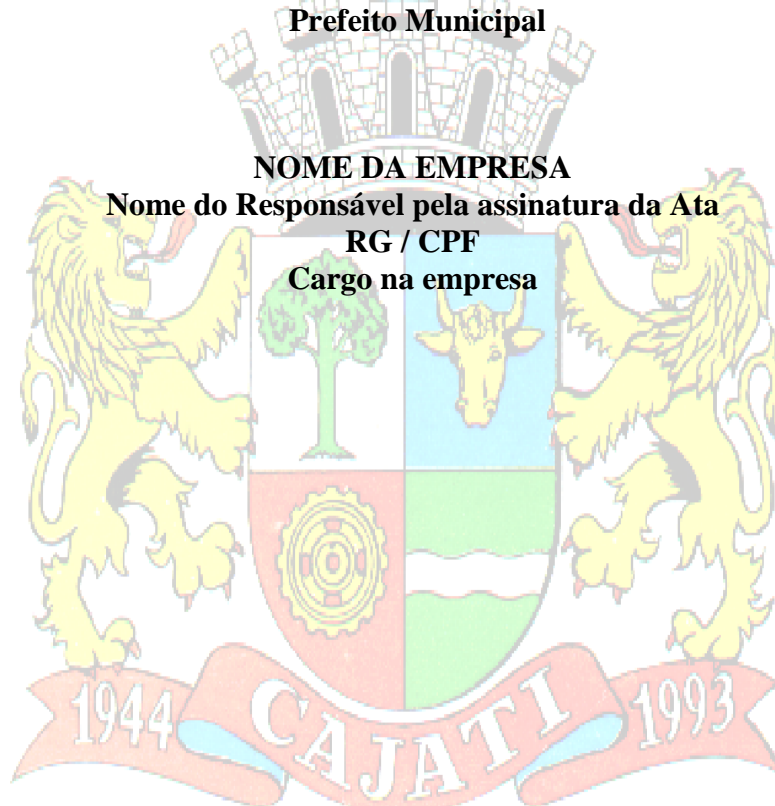 Prefeito Municipal
NOME DA EMPRESA
Nome do Responsável pela assinatura da Ata
RG / CPF
Cargo na empresa
1944 CAJATI 1993